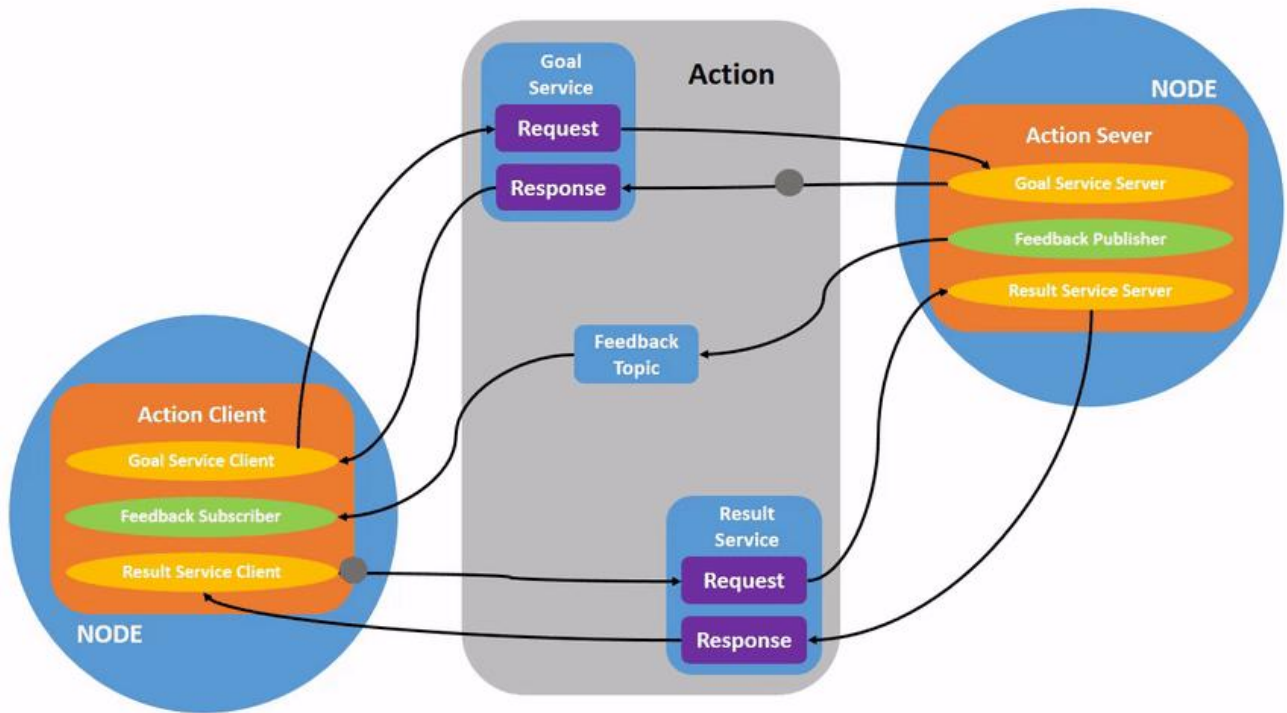 Goal
Service
Request
Response
Action
NODE
Action Sever
Goal Service Server
Feedback Publisher
Result Service Server
Feedback
Topic
Action Client
Goal Service Client
Feedback Subscriber
Result Service Client
NODE
Result
Service
Request
Response